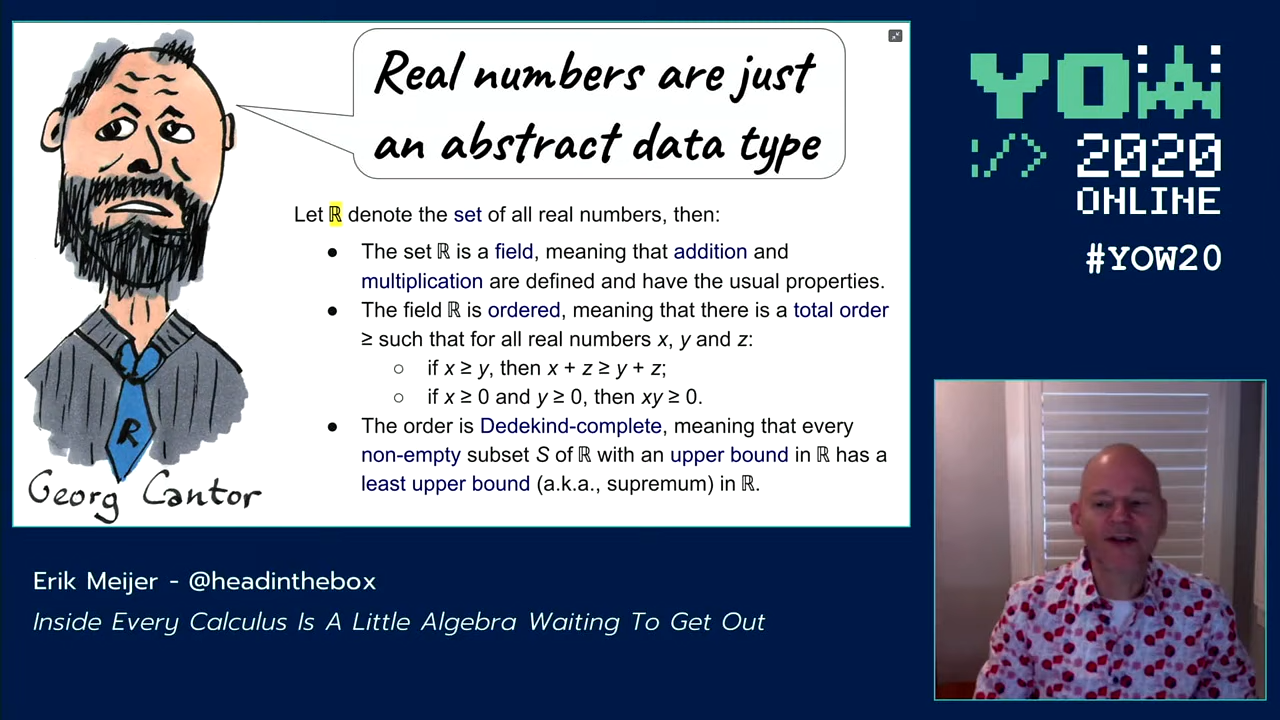 Real numbers are just
an abstract data type
Let ℝ denote the set of all real numbers, then:
● The set ℝ is a field, meaning that addition and
multiplication are defined and have the usual properties.
● The field ℝ is ordered, meaning that there is a total order
≥ such that for all real numbers x, y and z:
○ if x ≥ y, then x + z ≥ y + z;
○ if x ≥ 0 and y ≥ 0, then xy ≥ 0.
● The order is Dedekind-complete, meaning that every
non-empty subset S of ℝ with an upper bound in ℝ has a
least upper bound (a.k.a., supremum) in ℝ.
R
Georg Cantor
YOW
:/> 2020
ONLINE
#YOW20
Erik Meijer - @headinthebox
Inside Every Calculus Is A Little Algebra Waiting To Get Out